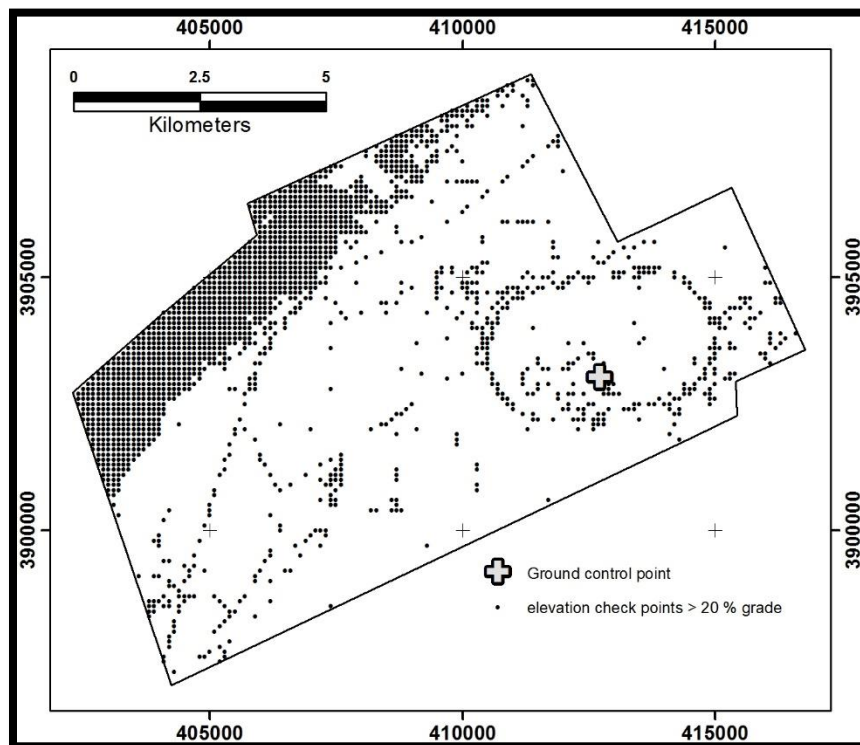 405000 410000 415000
0 2.5 5
Kilometers
3905000 3905000
3900000 3900000
Ground control point
elevation check points > 20 % grade
405000 410000 415000